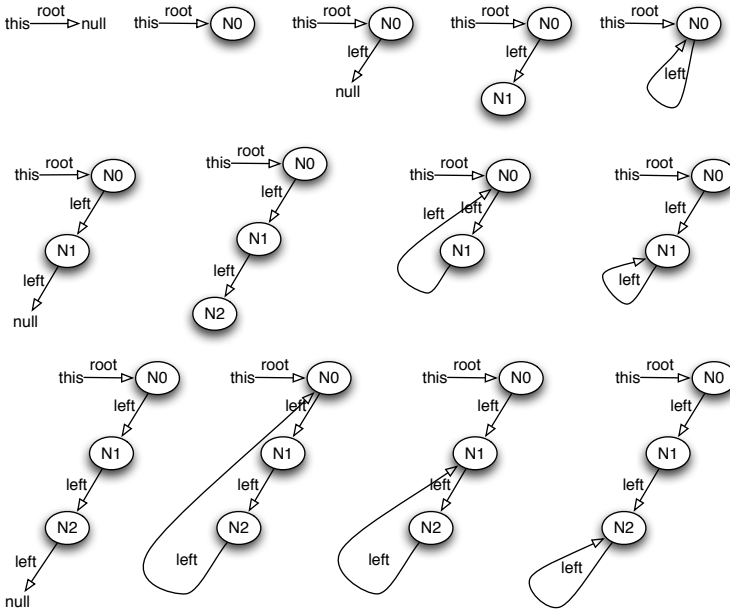 this root null
this root N0
this root N0
left
null
this root N0
left
N1
this root N0
left
this root N0
left
N1
left
null
this root N0
left
N1
left
N2
this root N0
left left
N1
this root N0
left
N1
left
this root N0
left
N1
left
N2
left
null
this root N0
left
N1
left
N2
left
this root N0
left
N1
left
N2
left
this root N0
left
N1
left
N2
left